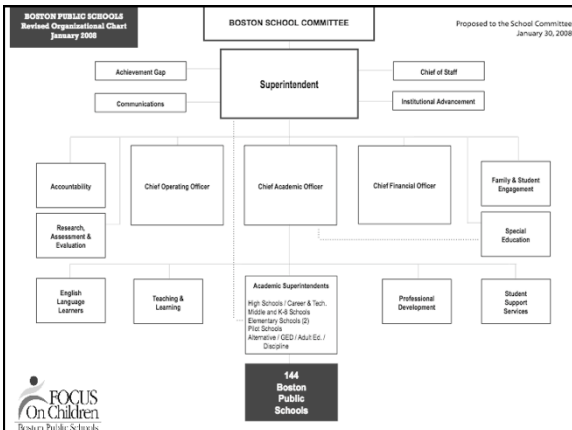 BOSTON PUBLIC SCHOOLS
Revised Organizational Chart
January 2008
BOSTON SCHOOL COMMITTEE
Proposed to the School Committee
January 30, 2008
Achievement Gap
Superintendent
Chief of Staff
Communications
Institutional Advancement
Accountability
Chief Operating Officer
Chief Academic Officer
Chief Financial Officer
Family & Student
Engagement
Research,
Assessment &
Evaluation
Special
Education
English
Language
Learners
Teaching &
Learning
Academic Superintendents
High Schools / Career & Tech.
Middle and K-8 Schools
Elementary Schools (2)
Pilot Schools
Alternative / GED / Adult Ed. /
Discipline
Professional
Development
Student
Support
Services
144
Boston
Public
Schools
FOCUS
On Children
Boston Public Schools